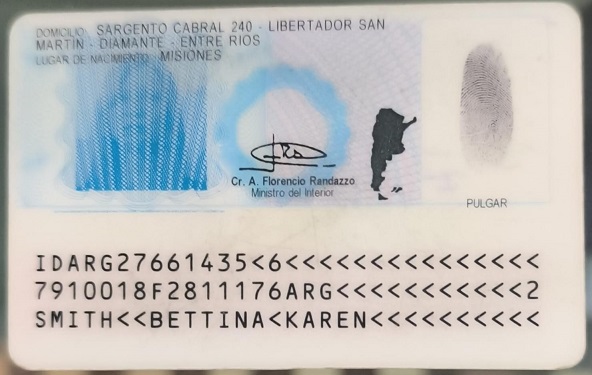 DOMICILIO SARGENTO CABRAL 240 - LIBERTADOR SAN
MARTIN - DIAMANTE - ENTRE RIOS
LUGAR DE NACIMIENTO MISIONES
Cr. A. Florencio Randazzo
Ministro del Interior
PULGAR
IDARG27661435<6<<<<<<<<<<<<<<<
7910018F2811176ARG<<<<<<<<<<<2
SMITH<<BETTINA<KAREN<<<<<<<<<<